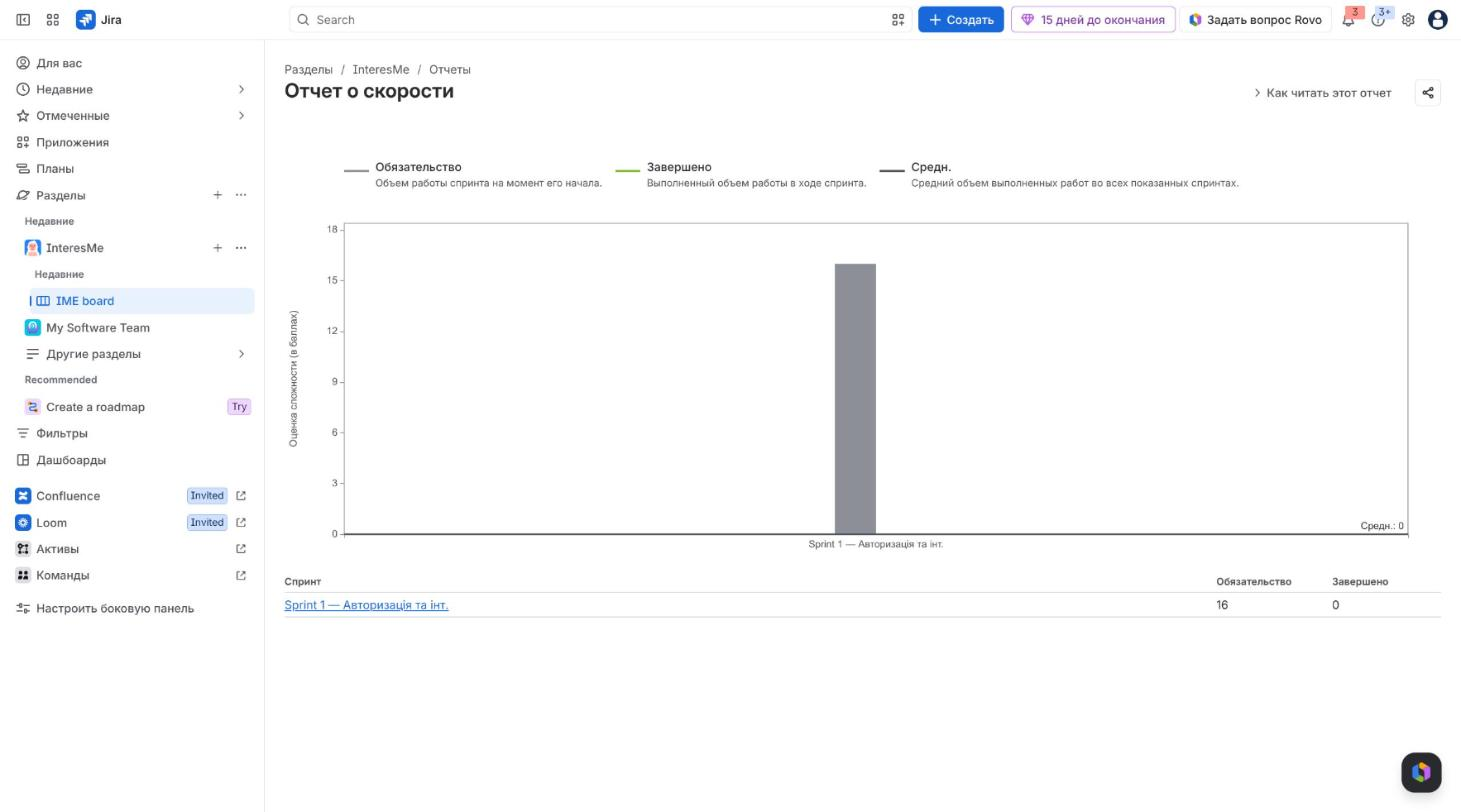 Jira
Search
Создать
15 дней до окончания
Задать вопрос Rovo
3
3+
Для вас
Недавние
Отмеченные
Приложения
Планы
Разделы
Недавние
InteresMe
Недавние
IME board
My Software Team
Другие разделы
Recommended
Create a roadmap
Try
Фильтры
Дашбоарды
Confluence
Invited
Loom
Invited
Активы
Команды
Настроить боковую панель
Разделы / InteresMe / Отчеты
Отчет о скорости
Как читать этот отчет
Обязательство
Объем работы спринта на момент его начала.
Завершено
Выполненный объем работы в ходе спринта.
Средн.
Средний объем выполненных работ во всех показанных спринтах.
Оценка сложности (в баллах)
18
15
12
9
6
3
0
Средн.: 0
Sprint 1 — Авторизація та інт.
Спринт Обязательство Завершено
Sprint 1 — Авторизація та інт. 16 0